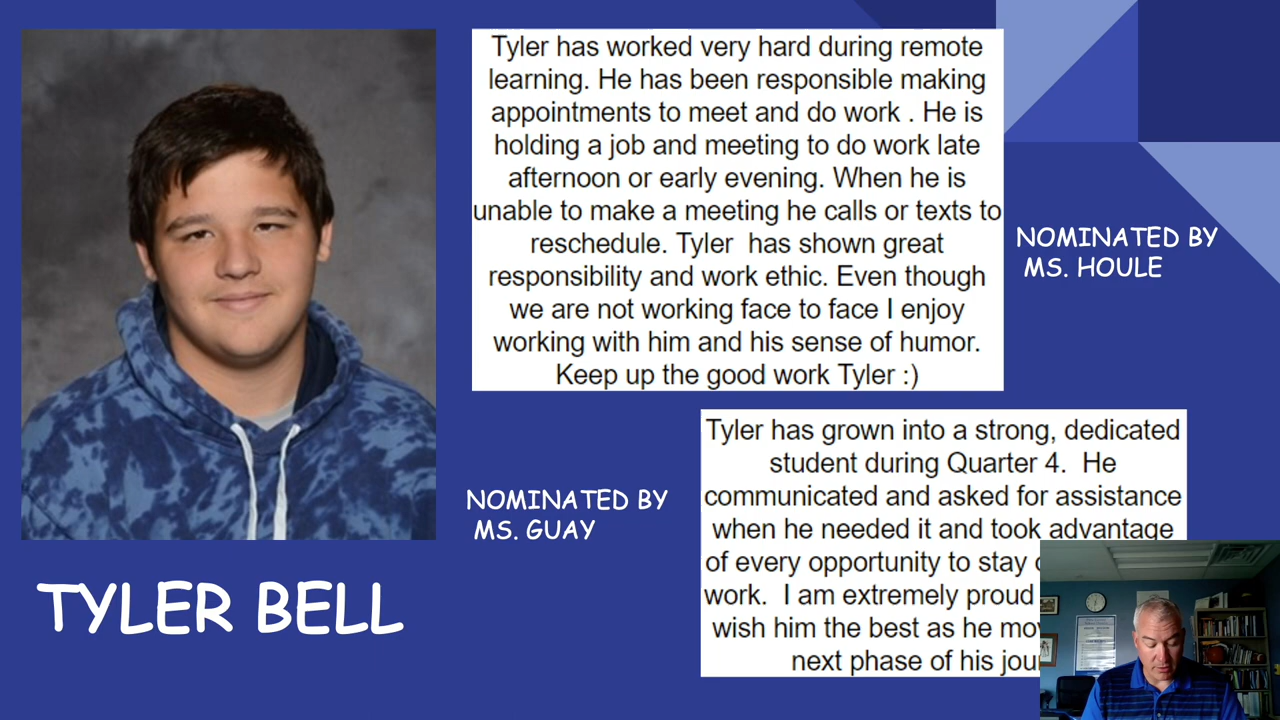 Tyler has worked very hard during remote
learning. He has been responsible making
appointments to meet and do work . He is
holding a job and meeting to do work late
afternoon or early evening. When he is
unable to make a meeting he calls or texts to
reschedule. Tyler  has shown great
responsibility and work ethic. Even though
we are not working face to face I enjoy
working with him and his sense of humor.
Keep up the good work Tyler :)
NOMINATED BY
MS. HOULE
NOMINATED BY
MS. GUAY
Tyler has grown into a strong, dedicated
student during Quarter 4.  He
communicated and asked for assistance
when he needed it and took advantage
of every opportunity to stay
work.  I am extremely proud
wish him the best as he
next phase of his
TYLER BELL